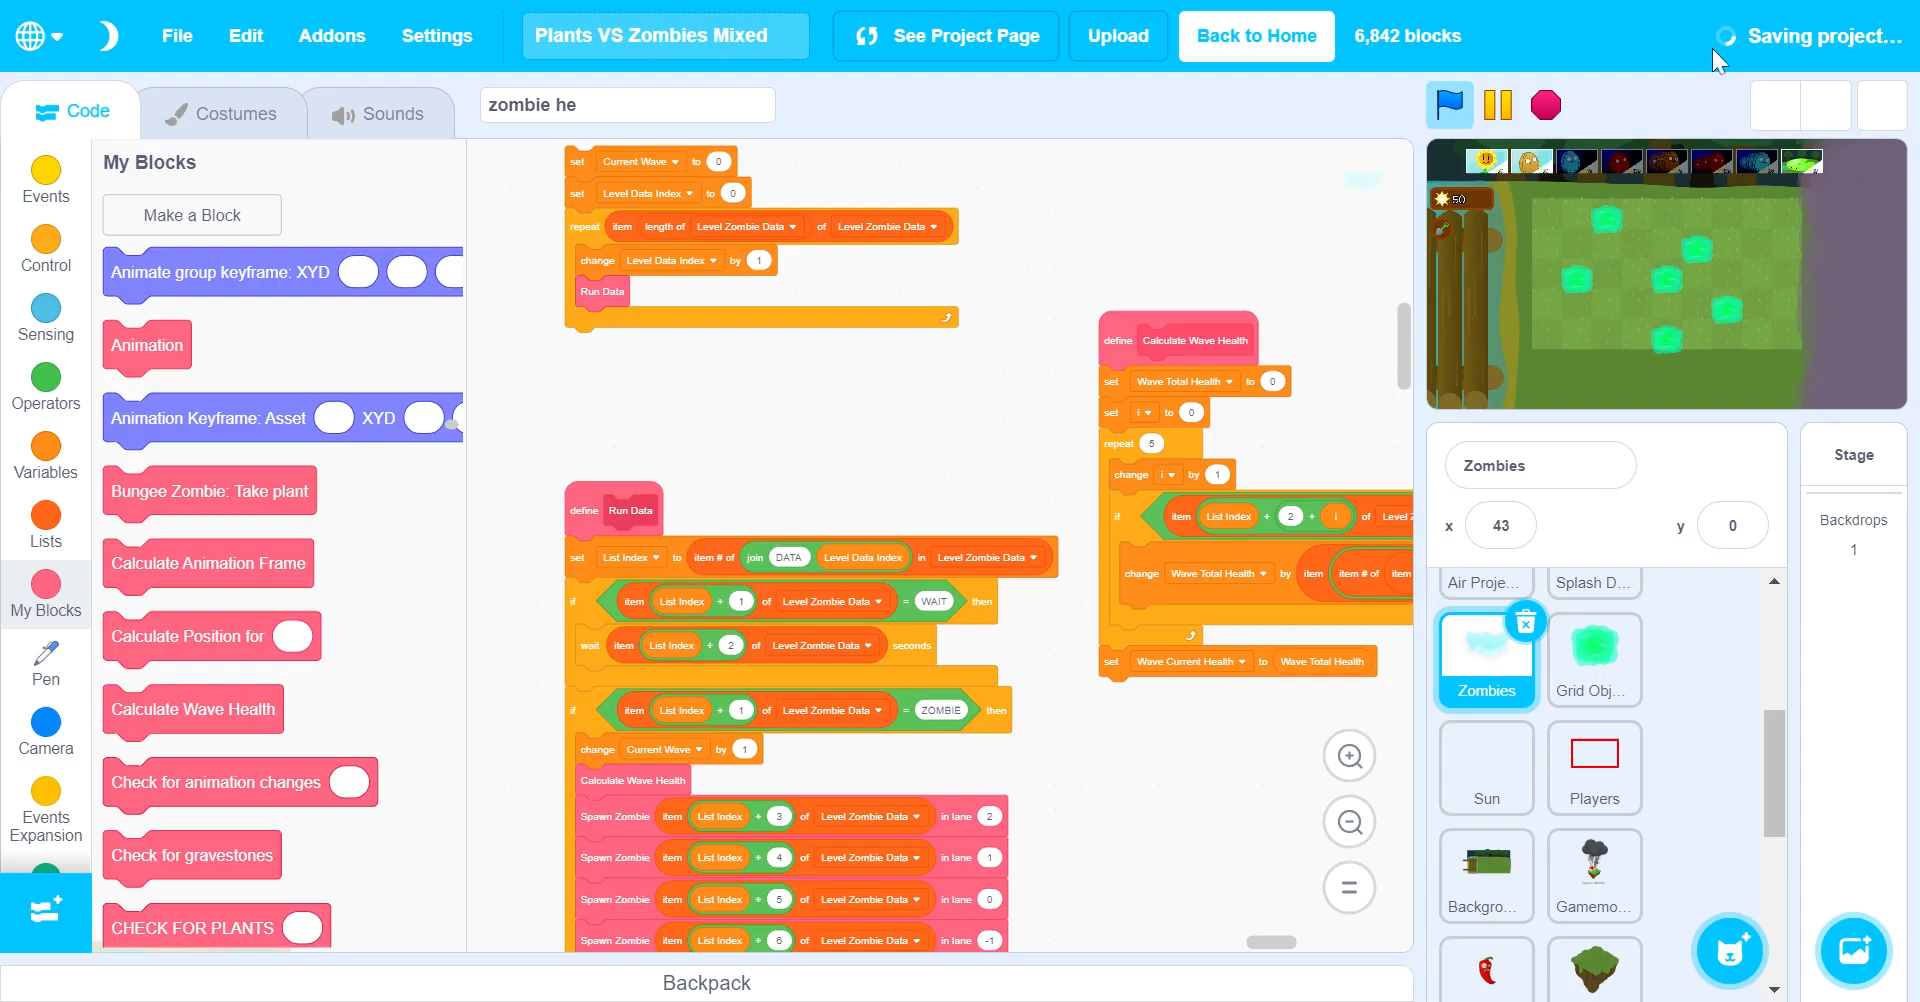 File Edit Addons Settings Plants VS Zombies Mixed See Project Page Upload Back to Home 6,842 blocks Saving project...
Code Costumes Sounds zombie he
Events
Control
Sensing
Operators
Variables
Lists
My Blocks
Pen
Camera
Events
Expansion
My Blocks
Make a Block
Animate group keyframe: XYD
Animation
Animation Keyframe: Asset XYD
Bungee Zombie: Take plant
Calculate Animation Frame
Calculate Position for
Calculate Wave Health
Check for animation changes
Check for gravestones
CHECK FOR PLANTS
set Current Wave to 0
set Level Data Index to 0
repeat item length of Level Zombie Data of Level Zombie Data
change Level Data Index by 1
Run Data
define Run Data
set List Index to item # of join DATA Level Data Index in Level Zombie Data
if item List Index + 1 of Level Zombie Data = WAIT then
wait item List Index + 2 of Level Zombie Data seconds
if item List Index + 1 of Level Zombie Data = ZOMBIE then
change Current Wave by 1
Calculate Wave Health
Spawn Zombie item List Index + 3 of Level Zombie Data in lane 2
Spawn Zombie item List Index + 4 of Level Zombie Data in lane 1
Spawn Zombie item List Index + 5 of Level Zombie Data in lane 0
Spawn Zombie item List Index + 6 of Level Zombie Data in lane -1
define Calculate Wave Health
set Wave Total Health to 0
set i to 0
repeat 5
change i by 1
if item List Index + 2 + i of Level
change Wave Total Health by item item # of item
set Wave Current Health to Wave Total Health
50
Zombies
x 43 y 0
Air Proje... Splash D...
Zombies Grid Obj...
Sun Players
Backgro... Gamemo...
Stage
Backdrops
1
Backpack